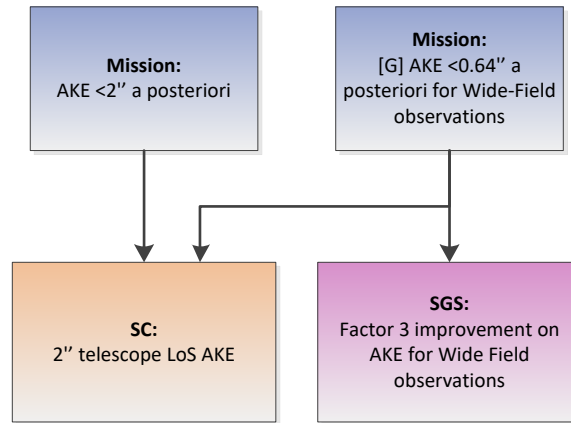 Mission:
AKE <2’’ a posteriori
Mission:
[G] AKE <0.64’’ a
posteriori for Wide-Field
observations
SC:
2’’ telescope LoS AKE
SGS:
Factor 3 improvement on
AKE for Wide Field
observations